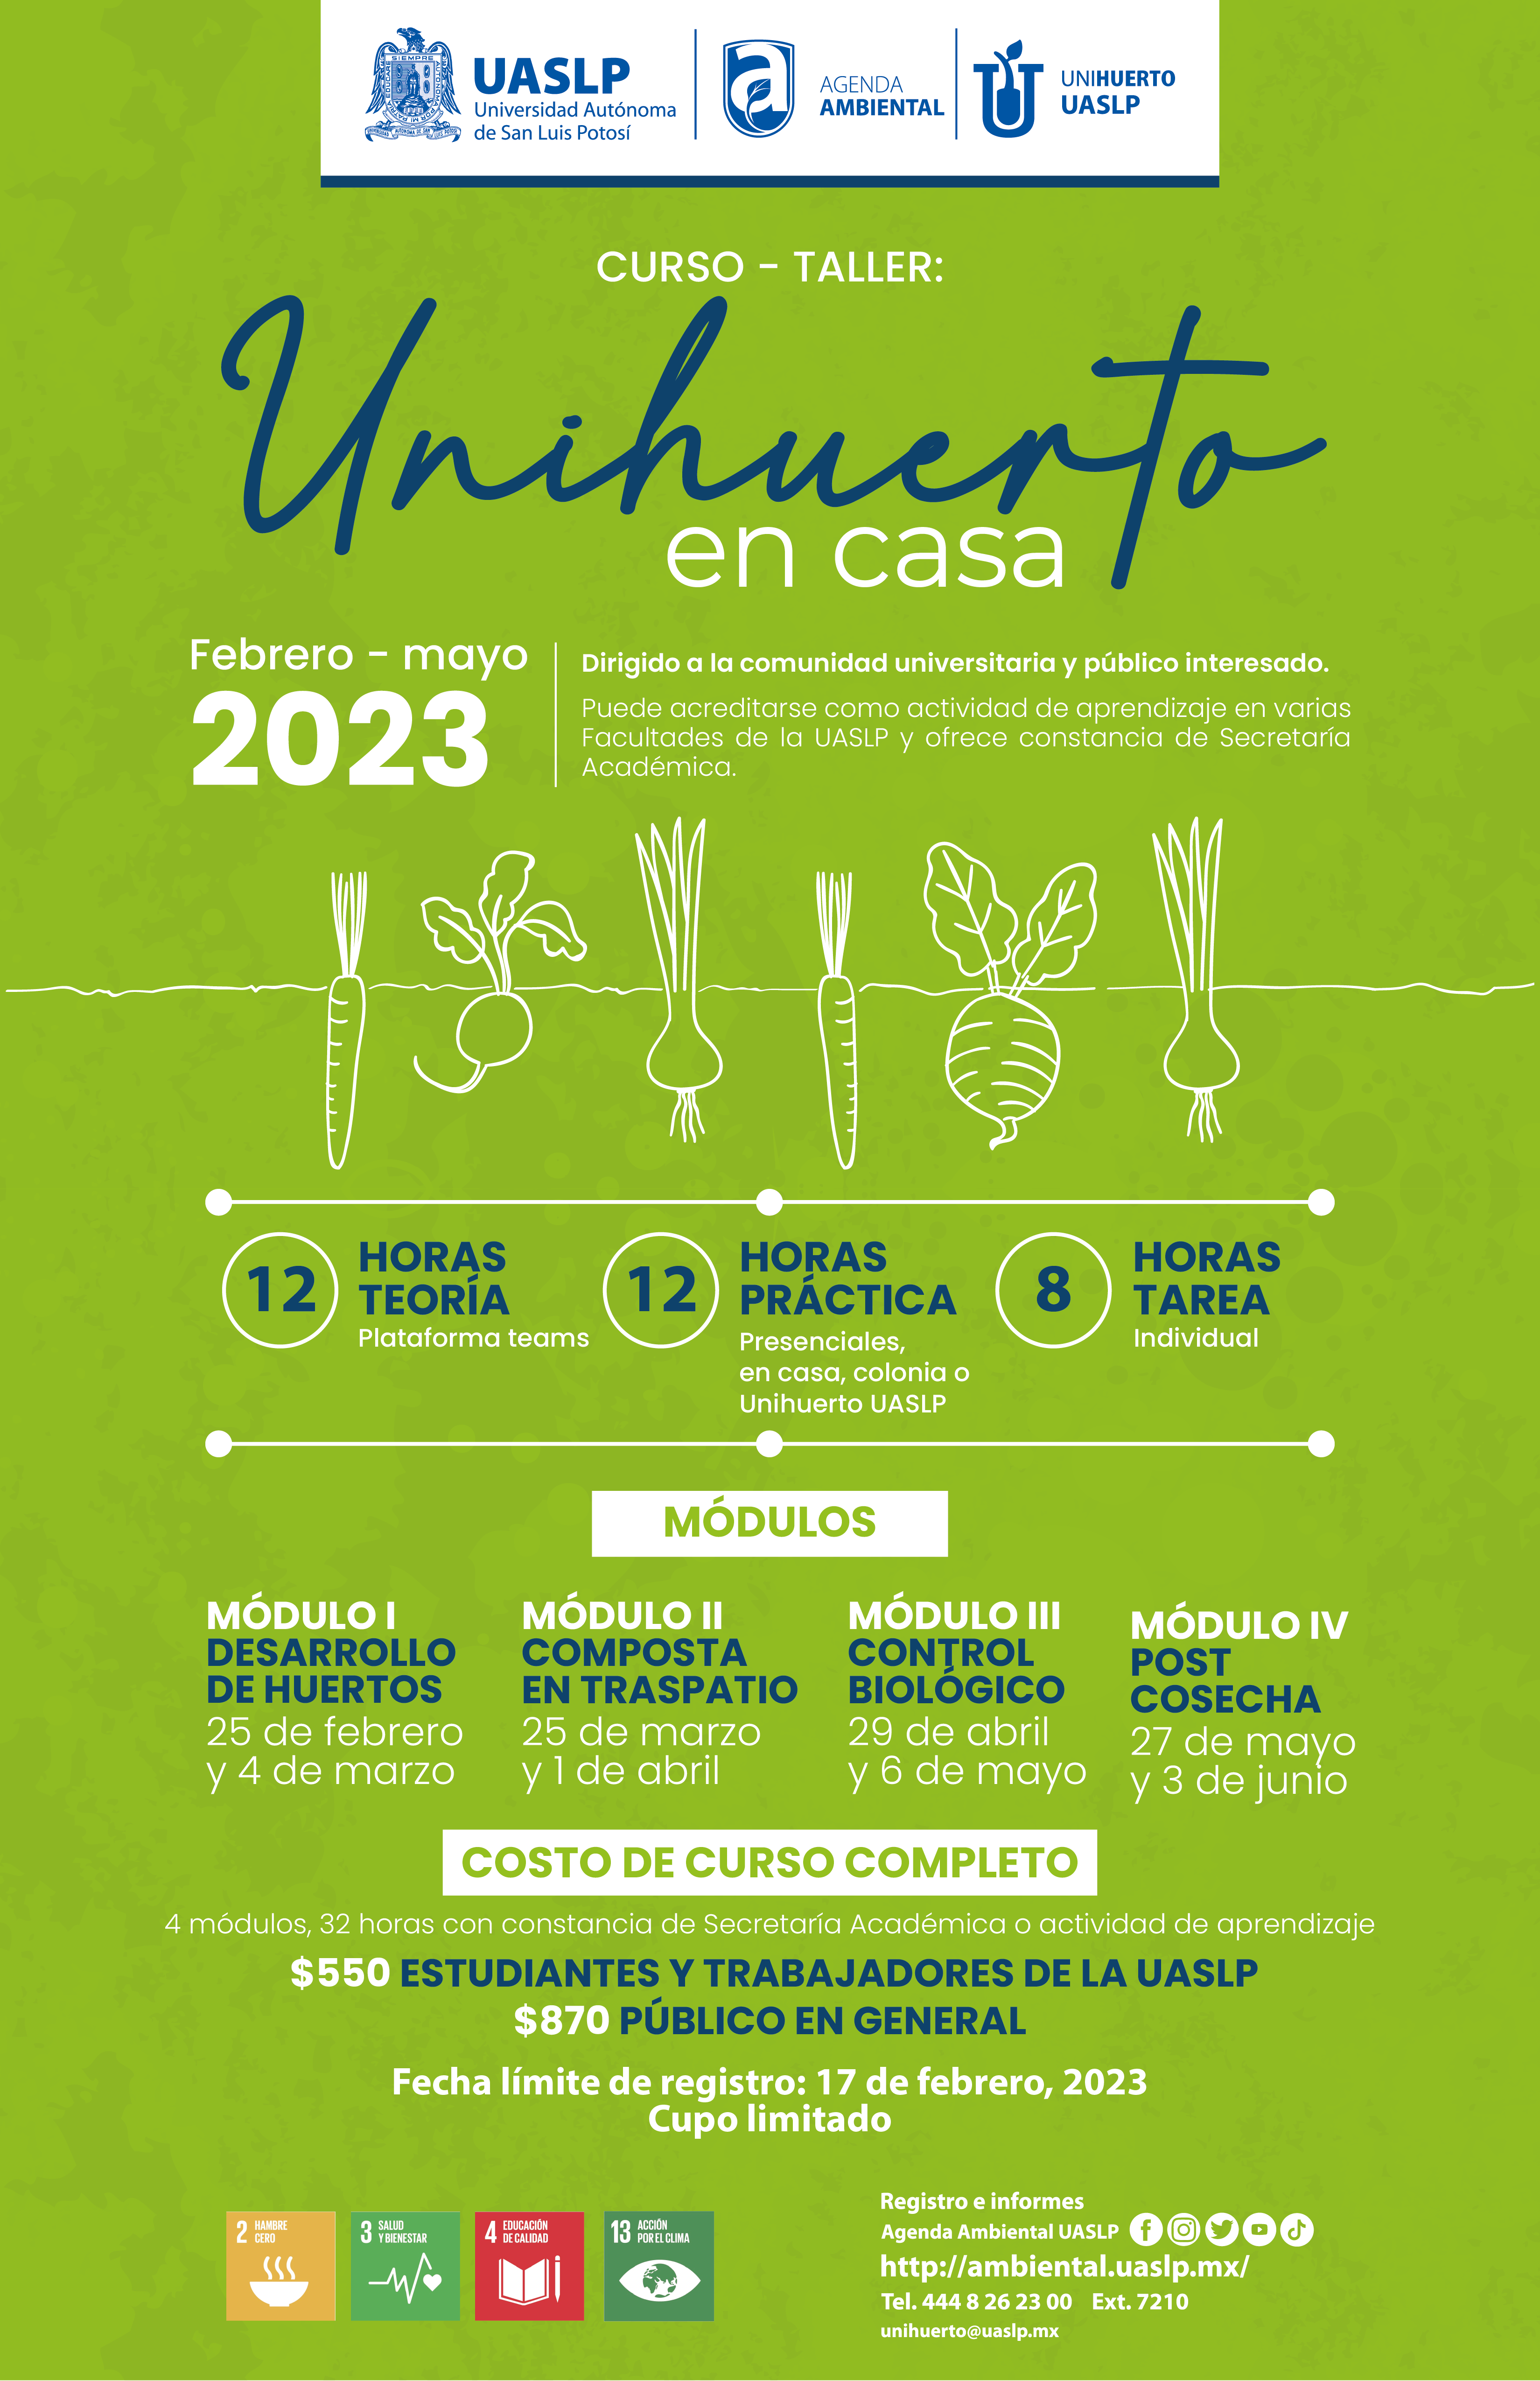 UASLP
Universidad Autónoma
de San Luis Potosí
AGENDA
AMBIENTAL
UNIHUERTO
UASLP
CURSO - TALLER:
Unihuerto
en casa
Febrero - mayo
2023
Dirigido a la comunidad universitaria y público interesado.
Puede acreditarse como actividad de aprendizaje en varias
Facultades de la UASLP y ofrece constancia de Secretaría
Académica.
12
HORAS
TEORÍA
Plataforma teams
12
HORAS
PRÁCTICA
Presenciales,
en casa, colonia o
Unihuerto UASLP
8
HORAS
TAREA
Individual
MÓDULOS
MÓDULO I
DESARROLLO
DE HUERTOS
25 de febrero
y 4 de marzo
MÓDULO II
COMPOSTA
EN TRASPATIO
25 de marzo
y 1 de abril
MÓDULO III
CONTROL
BIOLÓGICO
29 de abril
y 6 de mayo
MÓDULO IV
POST
COSECHA
27 de mayo
y 3 de junio
COSTO DE CURSO COMPLETO
4 módulos, 32 horas con constancia de Secretaría Académica o actividad de aprendizaje
$550 ESTUDIANTES Y TRABAJADORES DE LA UASLP
$870 PÚBLICO EN GENERAL
Fecha límite de registro: 17 de febrero, 2023
Cupo limitado
2 HAMBRE
CERO
3 SALUD
Y BIENESTAR
4 EDUCACIÓN
DE CALIDAD
13 ACCIÓN
POR EL CLIMA
Registro e informes
Agenda Ambiental UASLP
http://ambiental.uaslp.mx/
Tel. 444 8 26 23 00 Ext. 7210
unihuerto@uaslp.mx